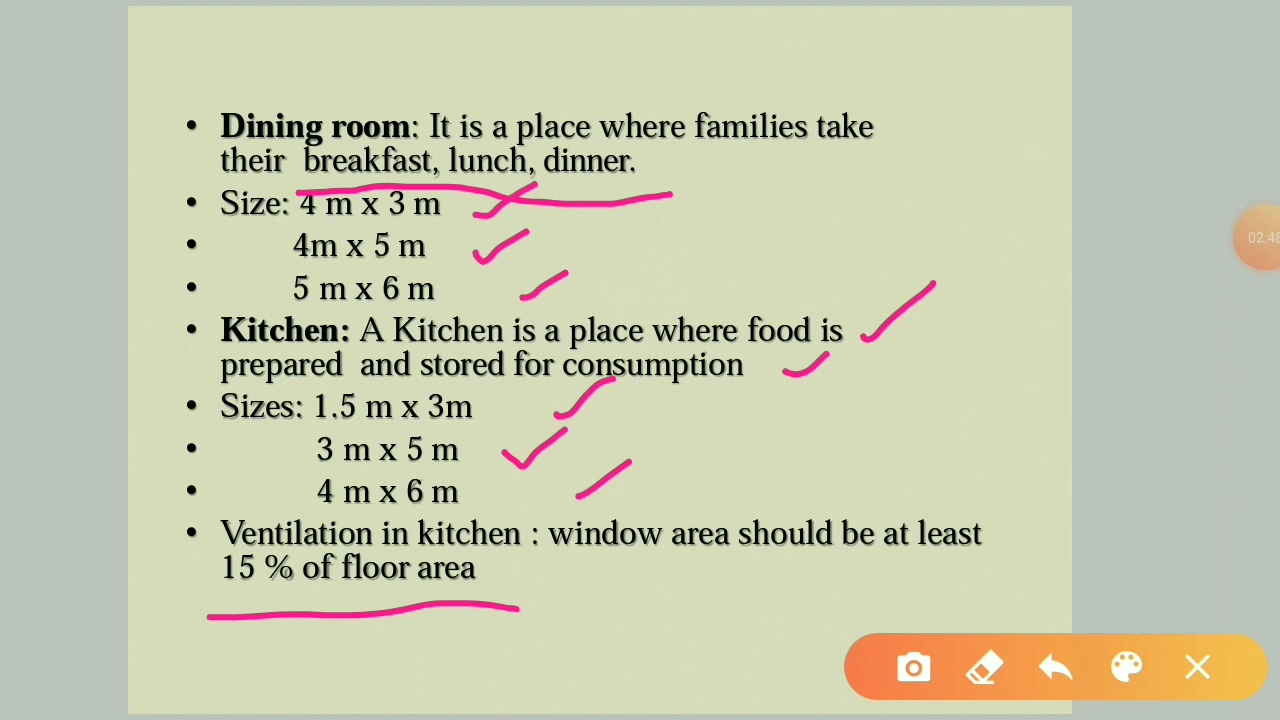 • Dining room: It is a place where families take
their breakfast, lunch, dinner.
• Size: 4 m x 3 m
• 4m x 5 m
• 5 m x 6 m
• Kitchen: A Kitchen is a place where food is
prepared and stored for consumption
• Sizes: 1.5 m x 3m
• 3 m x 5 m
• 4 m x 6 m
• Ventilation in kitchen : window area should be at least
15 % of floor area
02:48